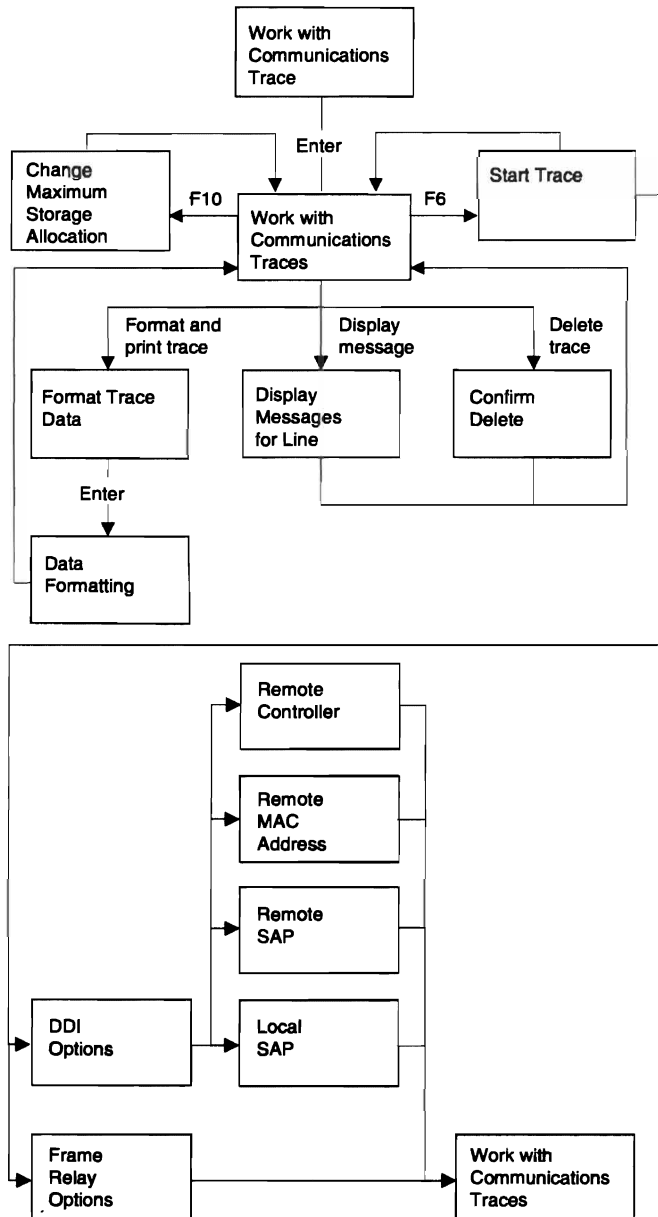 Work with
Communications
Trace
Enter
Change
Maximum
Storage
Allocation
F10
Work with
Communications
Traces
F6
Start Trace
Format and
print trace
Display
message
Delete
trace
Format Trace
Data
Display
Messages
for Line
Confirm
Delete
Enter
Data
Formatting
Remote
Controller
Remote
MAC
Address
Remote
SAP
DDI
Options
Local
SAP
Frame
Relay
Options
Work with
Communications
Traces